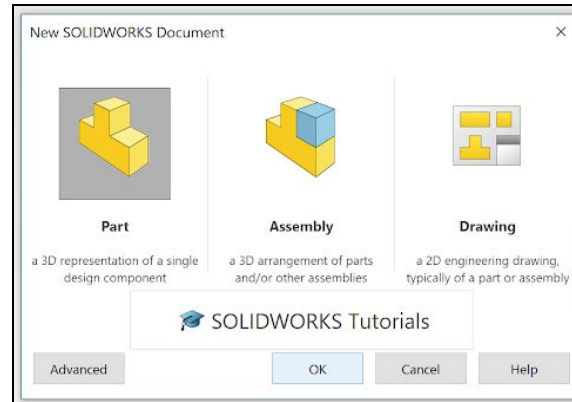 New SOLIDWORKS Document
Part
a 3D representation of a single
design component
Assembly
a 3D arrangement of parts
and/or other assemblies
Drawing
a 2D engineering drawing,
typically of a part or assembly
SOLIDWORKS Tutorials
Advanced
OK
Cancel
Help